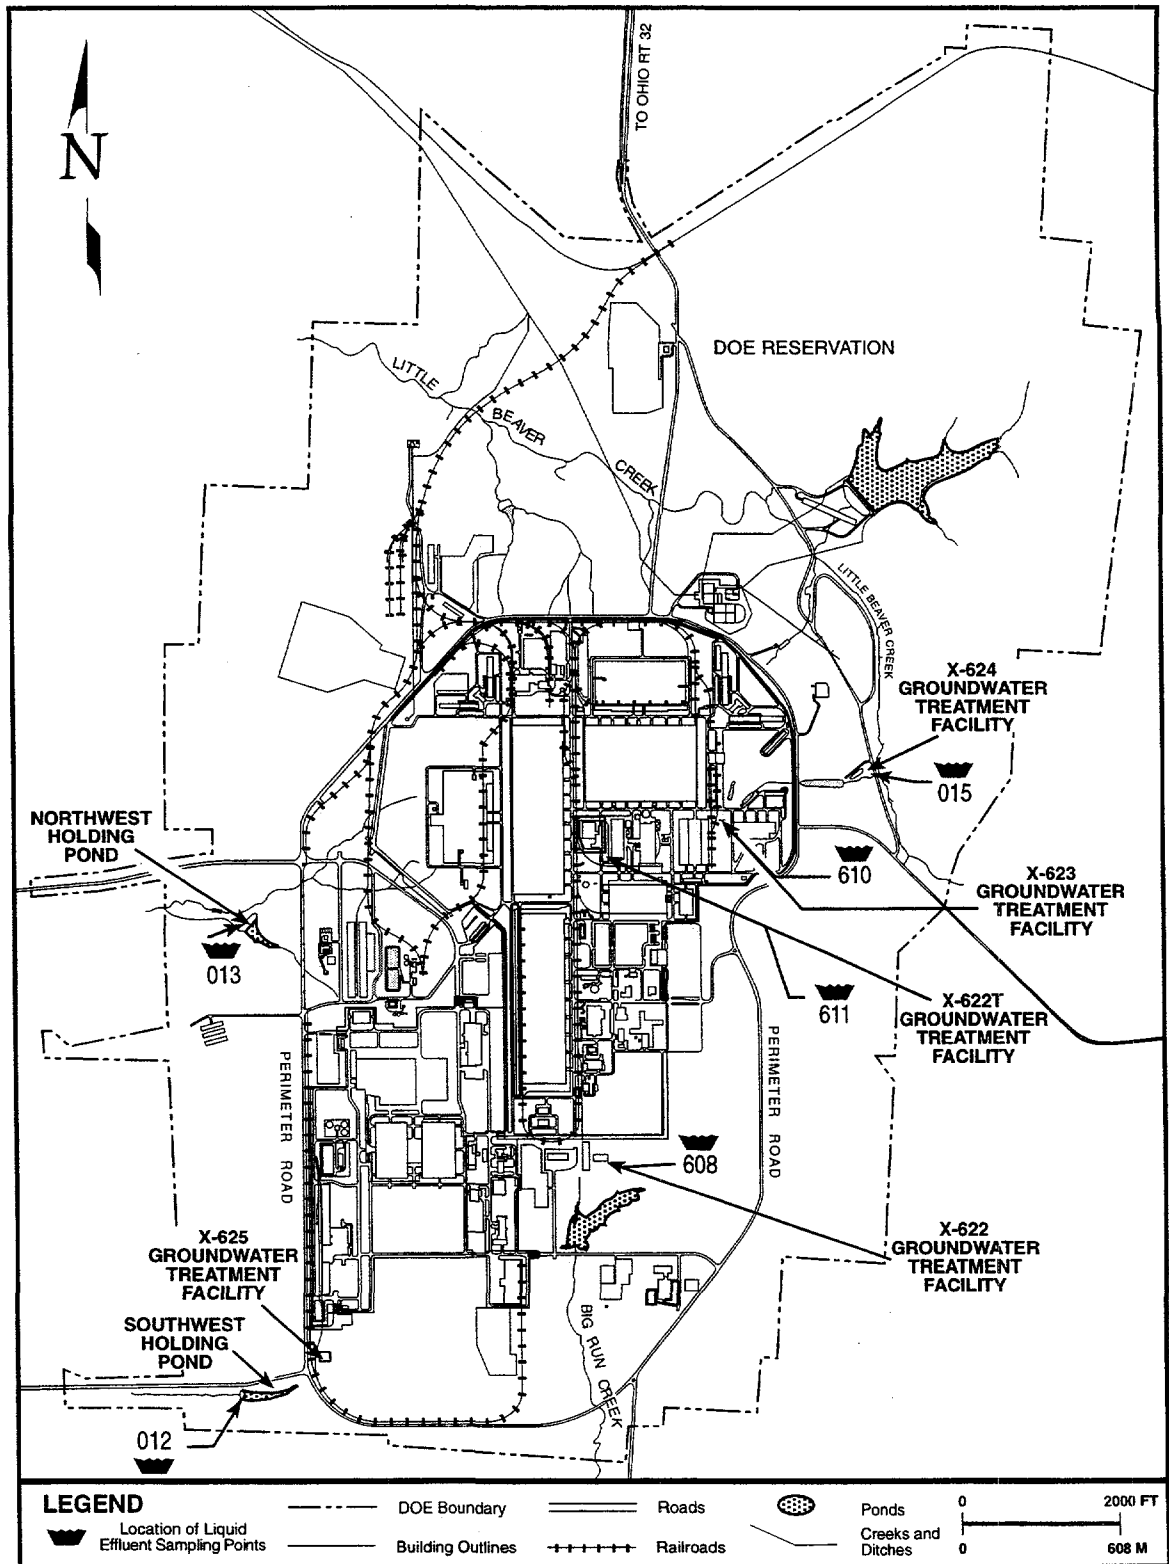 TO OHIO RT 32
N
DOE RESERVATION
LITTLE
BEAVER
CREEK
LITTLE BEAVER CREEK
X-624
GROUNDWATER
TREATMENT
FACILITY
015
NORTHWEST
HOLDING
POND
610
X-623
GROUNDWATER
TREATMENT
FACILITY
013
611
X-622T
GROUNDWATER
TREATMENT
FACILITY
PERIMETER ROAD
PERIMETER ROAD
608
X-622
GROUNDWATER
TREATMENT
FACILITY
X-625
GROUNDWATER
TREATMENT
FACILITY
BIG RUN CREEK
SOUTHWEST
HOLDING
POND
012
LEGEND
Location of Liquid
Effluent Sampling Points
DOE Boundary
Building Outlines
Roads
Railroads
Ponds
Creeks and
Ditches
0 2000 FT
0 608 M